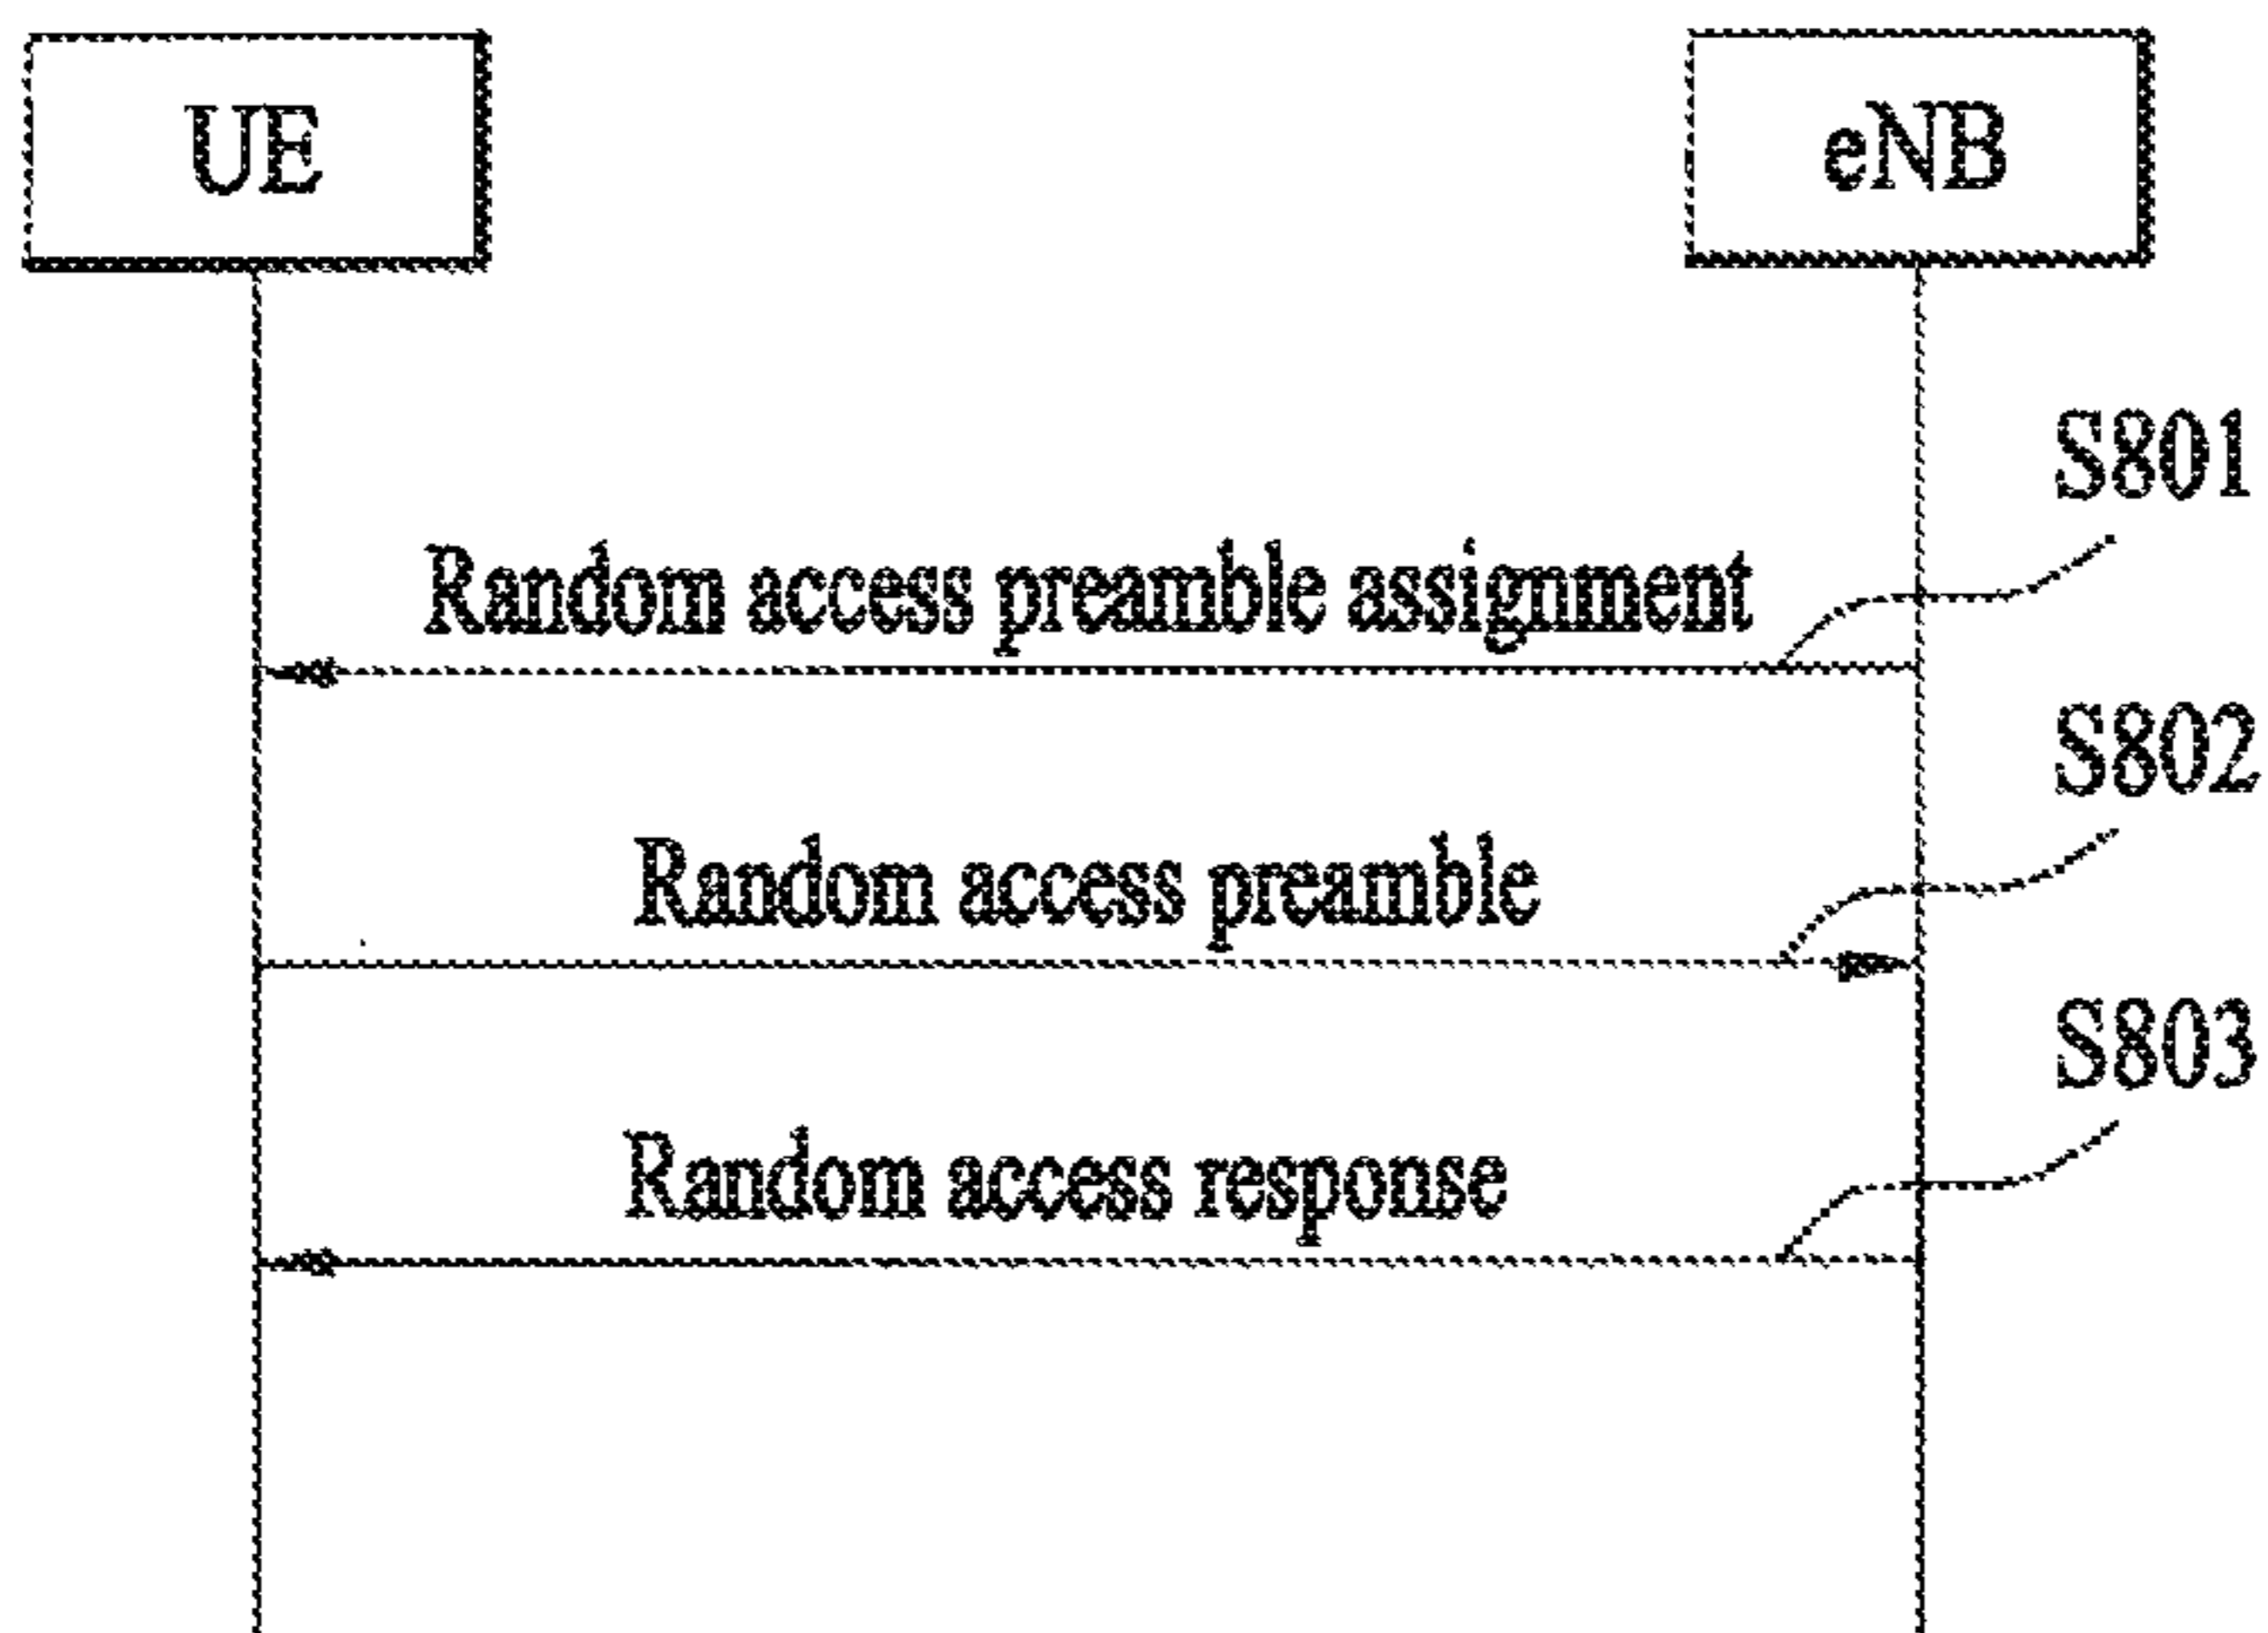 UE
eNB
S801
Random access preamble assignment
S802
Random access preamble
S803
Random access response